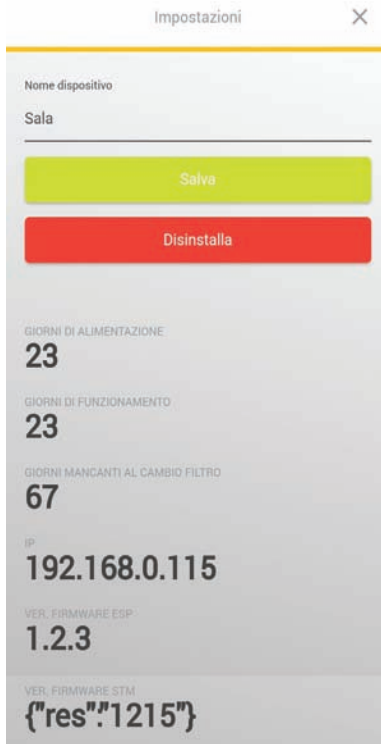 Impostazioni ×
Nome dispositivo
Sala
Salva
Disinstalla
GIORNI DI ALIMENTAZIONE
23
GIORNI DI FUNZIONAMENTO
23
GIORNI MANCANTI AL CAMBIO FILTRO
67
IP
192.168.0.115
VER. FIRMWARE ESP
1.2.3
VER. FIRMWARE STM
{"res":"1215"}